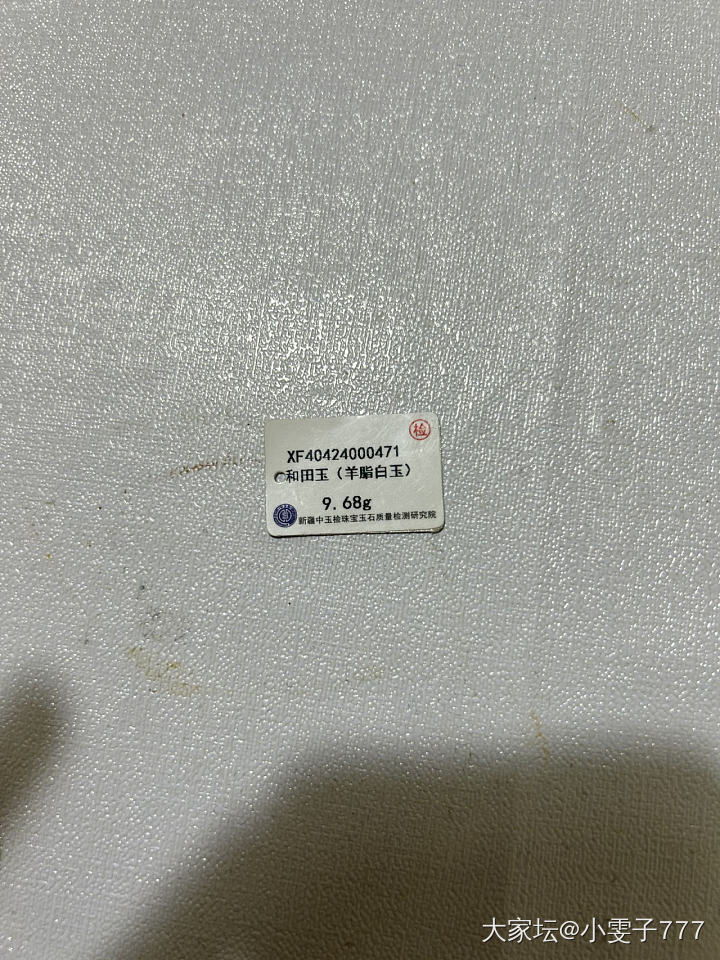 检
XF40424000471
和田玉（羊脂白玉）
9.68g
新疆中玉检珠宝玉石质量检测研究院
大家坛@小雯子777